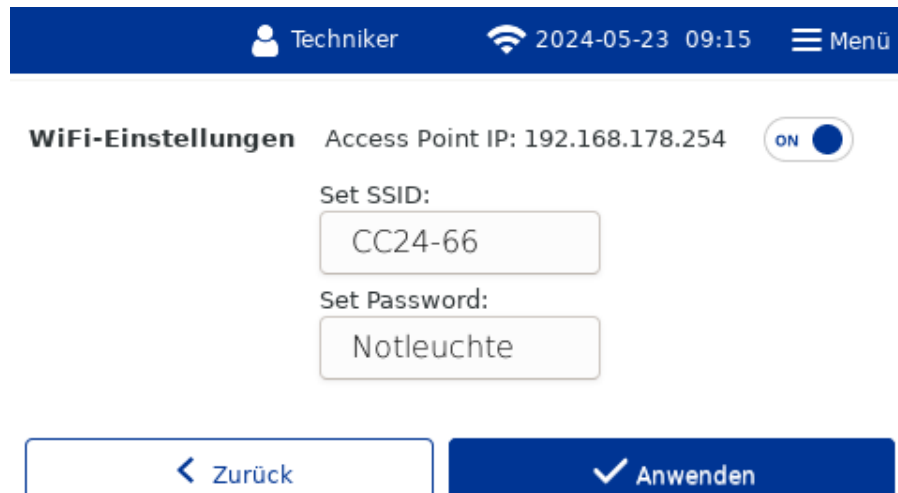 Techniker 2024-05-23 09:15 Menü
WiFi-Einstellungen Access Point IP: 192.168.178.254 ON
Set SSID:
CC24-66
Set Password:
Notleuchte
Zurück Anwenden